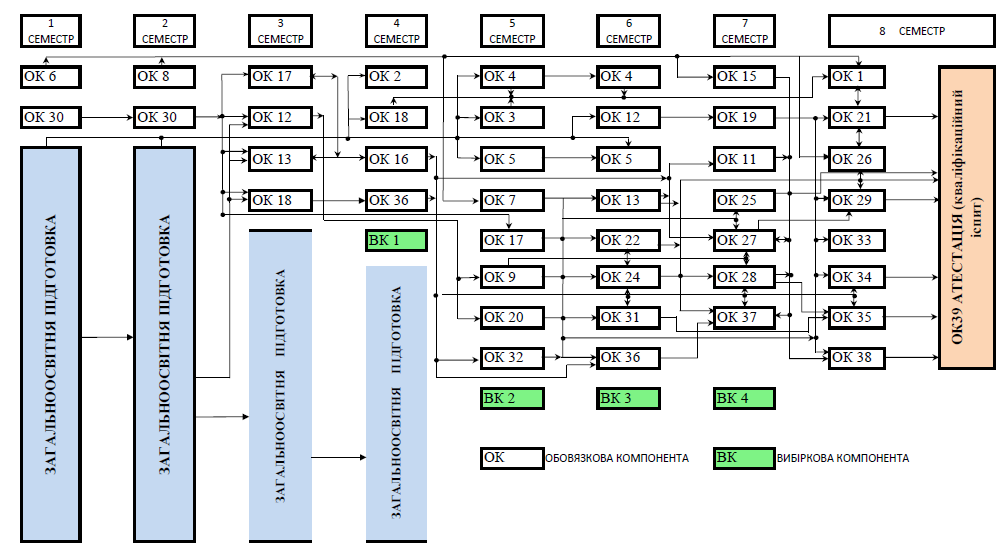 1
СЕМЕСТР
2
СЕМЕСТР
3
СЕМЕСТР
4
СЕМЕСТР
5
СЕМЕСТР
6
СЕМЕСТР
7
СЕМЕСТР
8 СЕМЕСТР
ОК 6
ОК 8
ОК 17
ОК 2
ОК 4
ОК 4
ОК 15
ОК 1
ОК 30
ОК 30
ОК 12
ОК 18
ОК 3
ОК 12
ОК 19
ОК 21
ОК 13
ОК 16
ОК 5
ОК 5
ОК 11
ОК 26
ОК 18
ОК 36
ОК 7
ОК 13
ОК 25
ОК 29
ВК 1
ОК 17
ОК 22
ОК 27
ОК 33
ОК 9
ОК 24
ОК 28
ОК 34
ОК 20
ОК 31
ОК 37
ОК 35
ОК 32
ОК 36
ОК 38
ВК 2
ВК 3
ВК 4
ЗАГАЛЬНООСВІТНЯ ПІДГОТОВКА
ЗАГАЛЬНООСВІТНЯ ПІДГОТОВКА
ЗАГАЛЬНООСВІТНЯ ПІДГОТОВКА
ЗАГАЛЬНООСВІТНЯ ПІДГОТОВКА
ОК39 АТЕСТАЦІЯ (кваліфікаційний
іспит)
ОК
ОБОВЯЗКОВА КОМПОНЕНТА
ВК
ВИБІРКОВА КОМПОНЕНТА